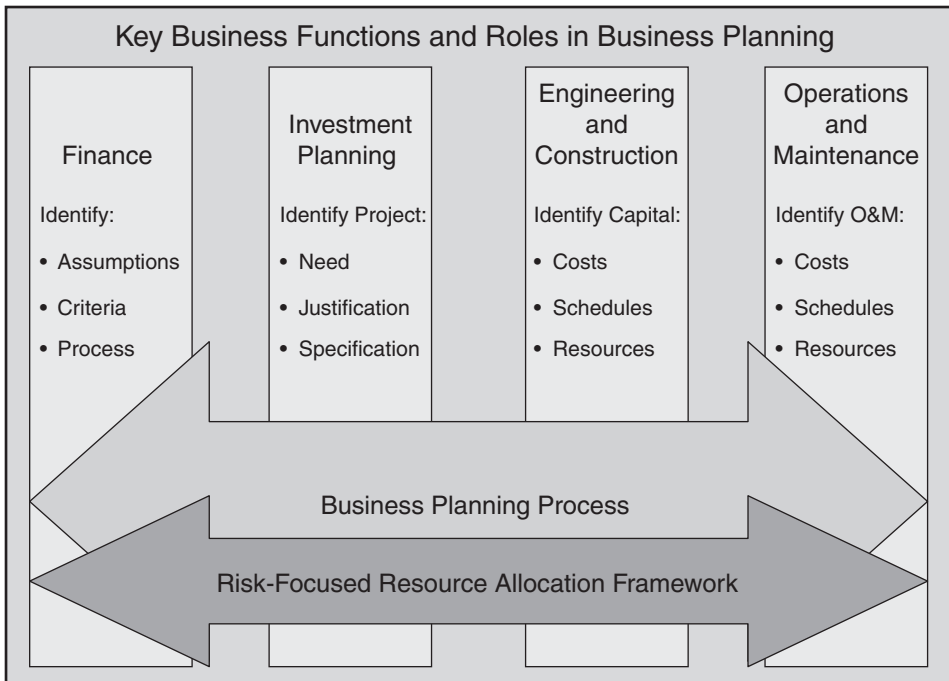 Key Business Functions and Roles in Business Planning
Finance
Identify:
• Assumptions
• Criteria
• Process
Investment
Planning
Identify Project:
• Need
• Justification
• Specification
Engineering
and
Construction
Identify Capital:
• Costs
• Schedules
• Resources
Operations
and
Maintenance
Identify O&M:
• Costs
• Schedules
• Resources
Business Planning Process
Risk-Focused Resource Allocation Framework